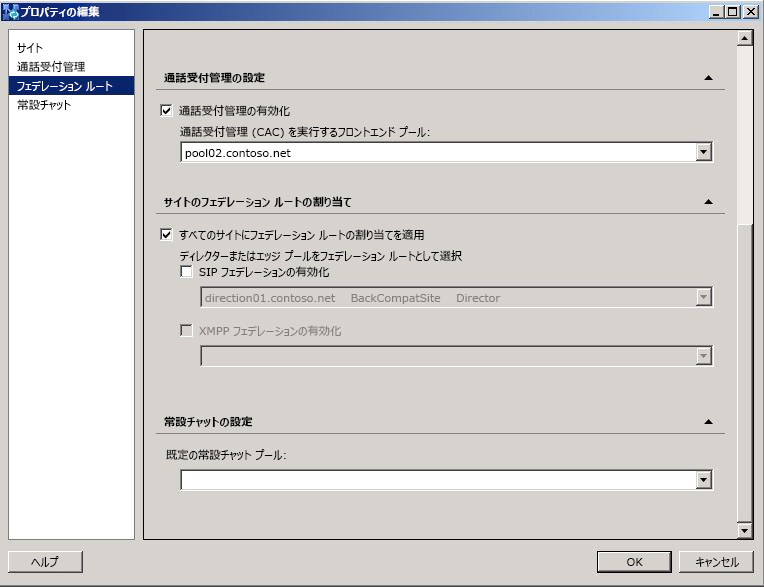 プロパティの編集
サイト
通話受付管理
フェデレーション ルート
常設チャット
通話受付管理の設定
通話受付管理の有効化
通話受付管理 (CAC) を実行するフロントエンド プール:
pool02.contoso.net
サイトのフェデレーション ルートの割り当て
すべてのサイトにフェデレーション ルートの割り当てを適用
ディレクターまたはエッジ プールをフェデレーション ルートとして選択
SIP フェデレーションの有効化
direction01.contoso.net BackCompatSite Director
XMPP フェデレーションの有効化
常設チャットの設定
既定の常設チャット プール:
ヘルプ OK キャンセル